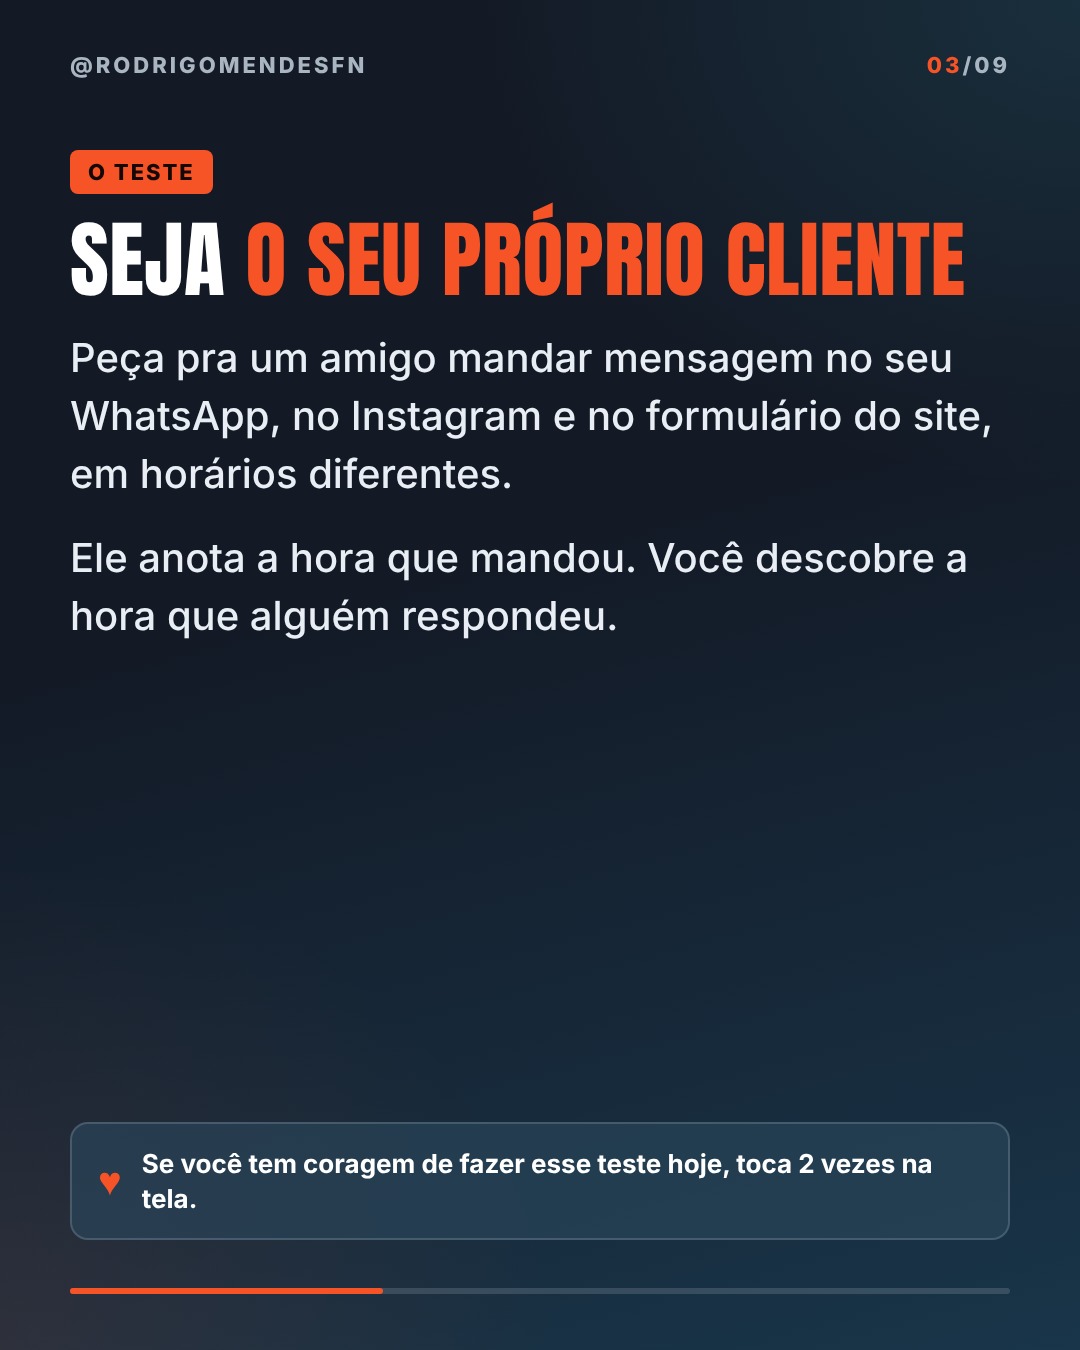 @RODRIGOMENDESFN
03/09
O TESTE
SEJA O SEU PRÓPRIO CLIENTE
Peça pra um amigo mandar mensagem no seu
WhatsApp, no Instagram e no formulário do site,
em horários diferentes.
Ele anota a hora que mandou. Você descobre a
hora que alguém respondeu.
♥ Se você tem coragem de fazer esse teste hoje, toca 2 vezes na
tela.